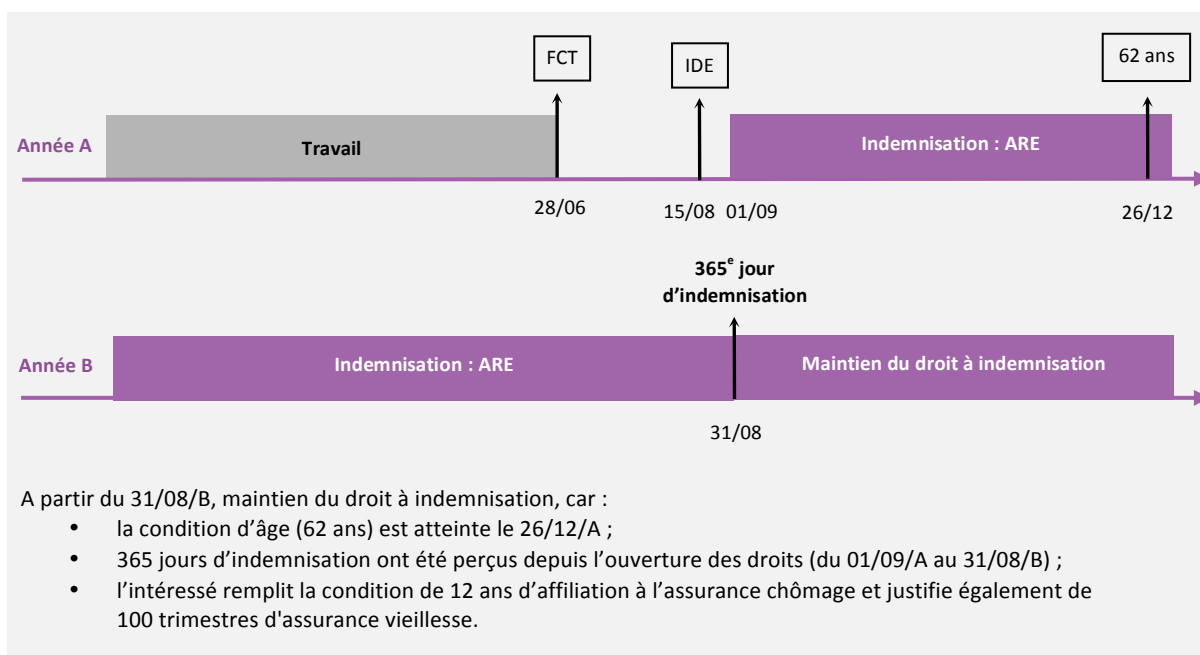 FCT
IDE
62 ans
Année A
Travail
Indemnisation : ARE
28/06
15/08 01/09
26/12
365e jour
d’indemnisation
Année B
Indemnisation : ARE
Maintien du droit à indemnisation
31/08
A partir du 31/08/B, maintien du droit à indemnisation, car :
• la condition d’âge (62 ans) est atteinte le 26/12/A ;
• 365 jours d’indemnisation ont été perçus depuis l’ouverture des droits (du 01/09/A au 31/08/B) ;
• l’intéressé remplit la condition de 12 ans d’affiliation à l’assurance chômage et justifie également de
100 trimestres d'assurance vieillesse.